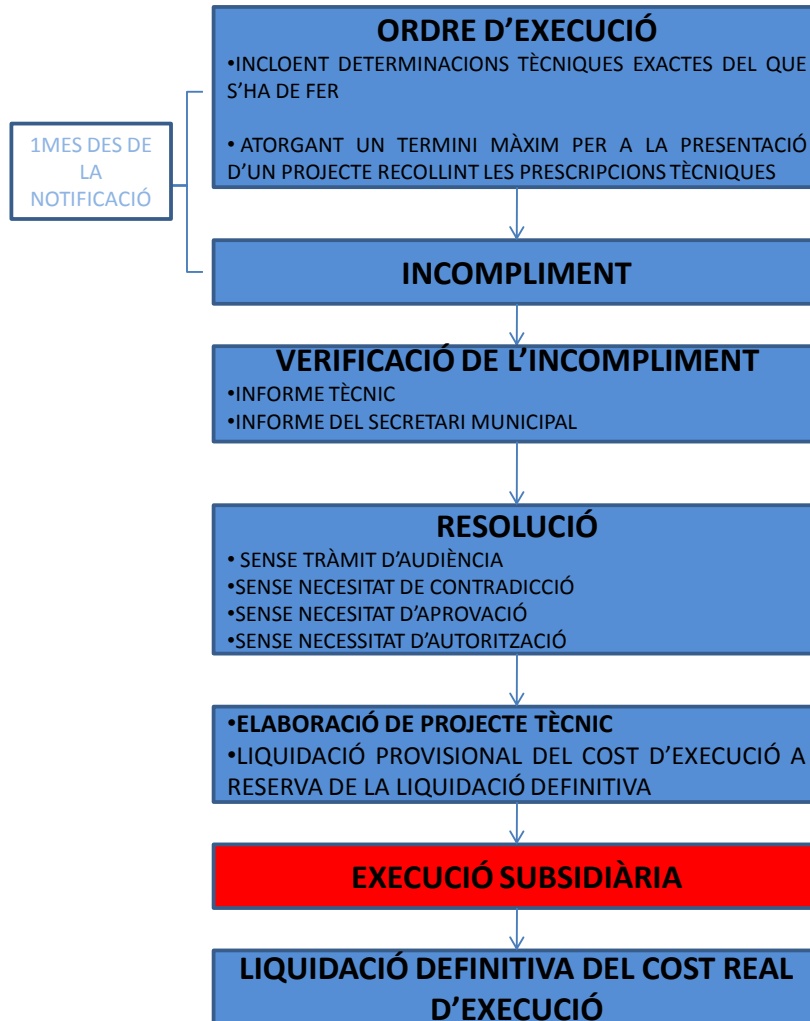 ORDRE D'EXECUCIÓ
•INCLOENT DETERMINACIONS TÈCNIQUES EXACTES DEL QUE
S'HA DE FER
• ATORGANT UN TERMINI MÀXIM PER A LA PRESENTACIÓ
D'UN PROJECTE RECOLLINT LES PRESCRIPCIONS TÈCNIQUES
1MES DES DE
LA
NOTIFICACIÓ
INCOMPLIMENT
VERIFICACIÓ DE L'INCOMPLIMENT
•INFORME TÈCNIC
•INFORME DEL SECRETARI MUNICIPAL
RESOLUCIÓ
• SENSE TRÀMIT D'AUDIÈNCIA
•SENSE NECESITAT DE CONTRADICCIÓ
•SENSE NECESITAT D'APROVACIÓ
•SENSE NECESSITAT D'AUTORITZACIÓ
•ELABORACIÓ DE PROJECTE TÈCNIC
•LIQUIDACIÓ PROVISIONAL DEL COST D'EXECUCIÓ A
RESERVA DE LA LIQUIDACIÓ DEFINITIVA
EXECUCIÓ SUBSIDIÀRIA
LIQUIDACIÓ DEFINITIVA DEL COST REAL
D'EXECUCIÓ